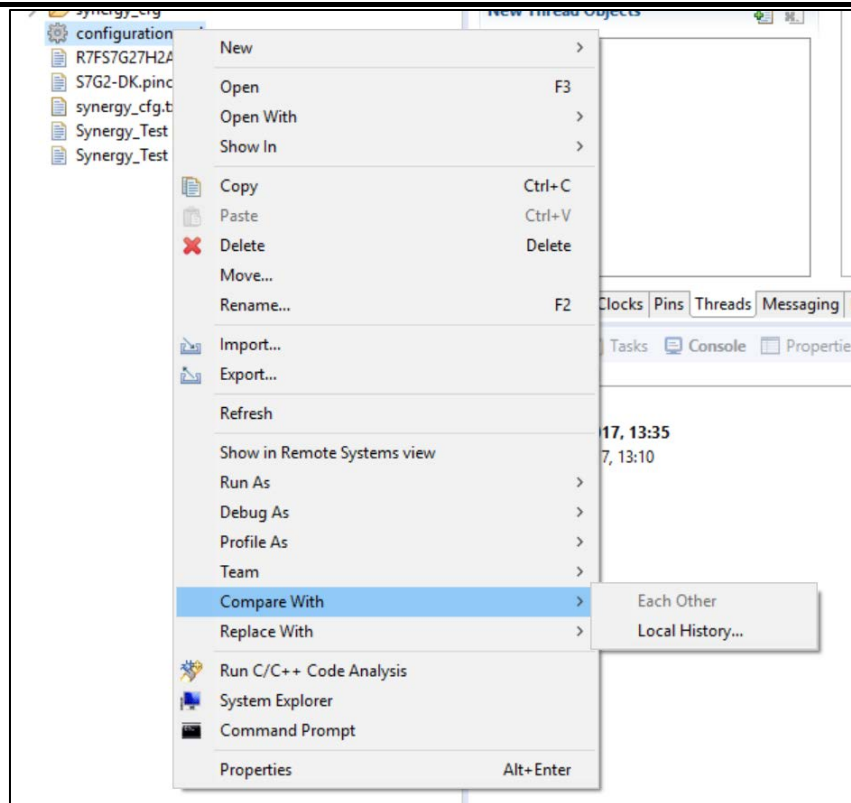 synergy_cfg
New Thread Objects
configuration
R7FS7G27H2A
S7G2-DK.pinc
synergy_cfg.t
Synergy_Test
Synergy_Test
New
Open F3
Open With
Show In
Copy Ctrl+C
Paste Ctrl+V
Delete Delete
Move...
Rename... F2
Import...
Export...
Refresh
Show in Remote Systems view
Run As
Debug As
Profile As
Team
Compare With
Replace With
Run C/C++ Code Analysis
System Explorer
Command Prompt
Properties Alt+Enter
Each Other
Local History...
Clocks Pins Threads Messaging
Tasks Console Propertie
17, 13:35
7, 13:10